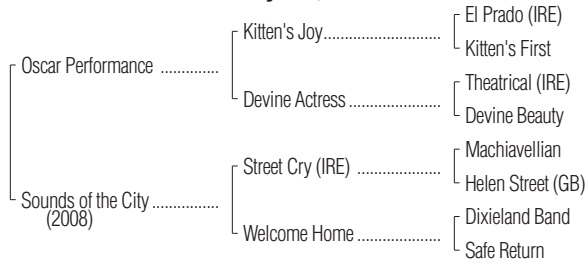 El Prado (IRE)
Kitten's Joy........................
Kitten's First
Oscar Performance ..............
Theatrical (IRE)
Devine Actress ......................
Devine Beauty
Machiavellian
Street Cry (IRE) ....................
Helen Street (GB)
Sounds of the City................
(2008)
Dixieland Band
Welcome Home ....................
Safe Return